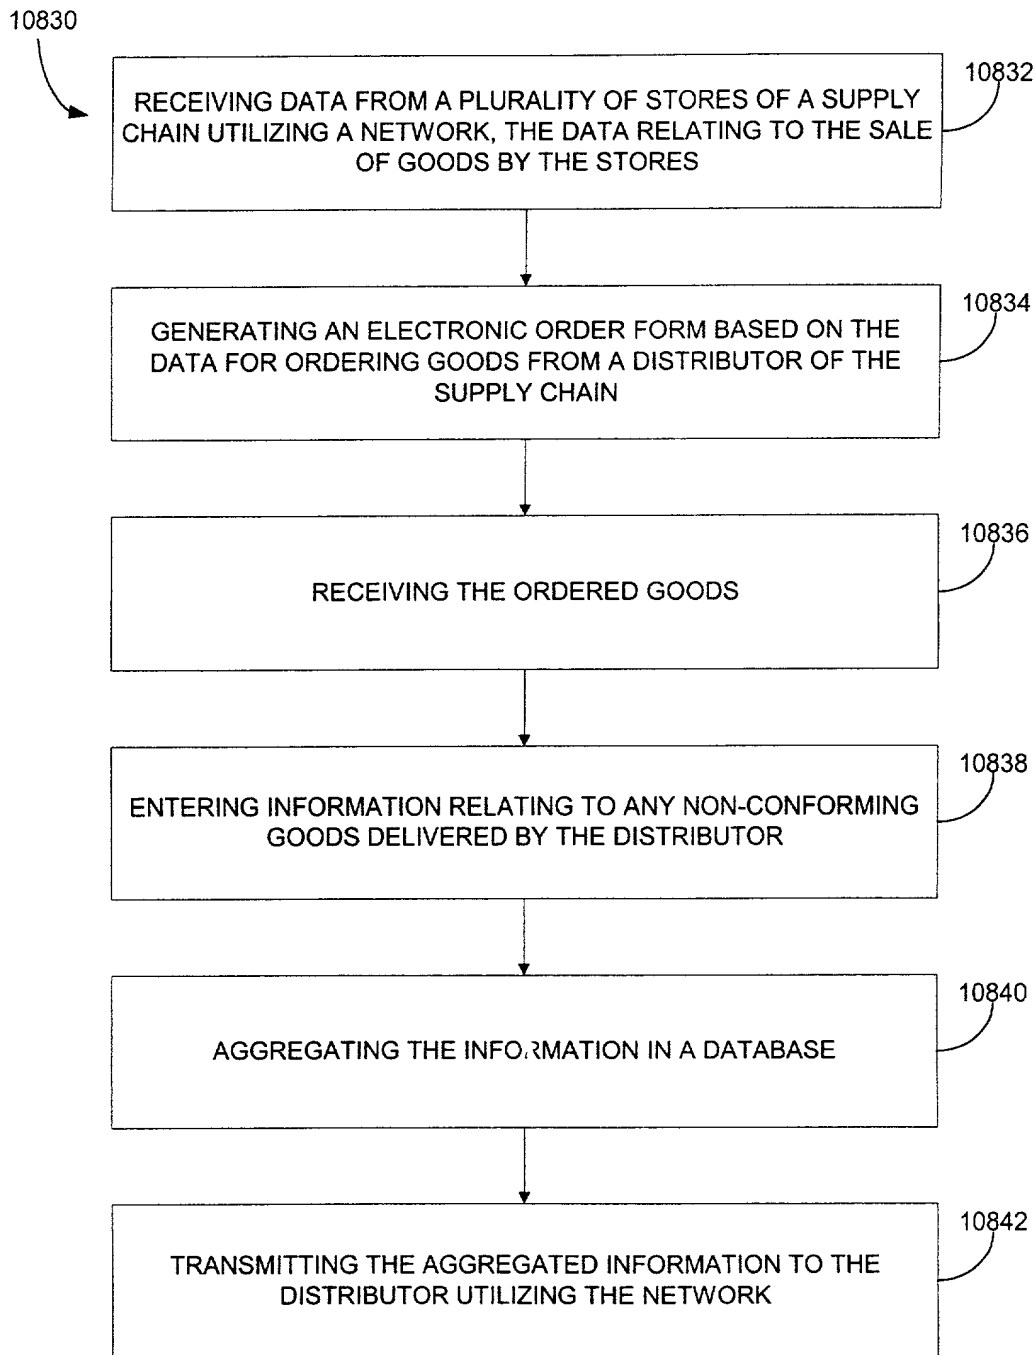 10830
10832
RECEIVING DATA FROM A PLURALITY OF STORES OF A SUPPLY
CHAIN UTILIZING A NETWORK, THE DATA RELATING TO THE SALE
OF GOODS BY THE STORES
10834
GENERATING AN ELECTRONIC ORDER FORM BASED ON THE
DATA FOR ORDERING GOODS FROM A DISTRIBUTOR OF THE
SUPPLY CHAIN
10836
RECEIVING THE ORDERED GOODS
10838
ENTERING INFORMATION RELATING TO ANY NON-CONFORMING
GOODS DELIVERED BY THE DISTRIBUTOR
10840
AGGREGATING THE INFORMATION IN A DATABASE
10842
TRANSMITTING THE AGGREGATED INFORMATION TO THE
DISTRIBUTOR UTILIZING THE NETWORK